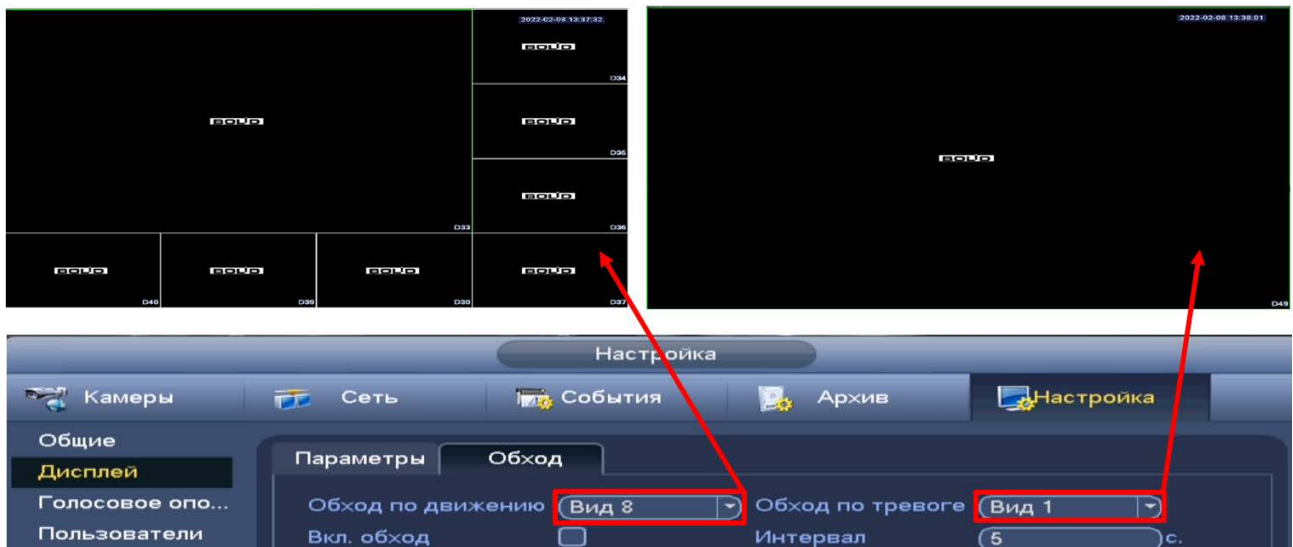 2022-02-08 13:37:32
BOLID
D34
BOLID
BOLID
D35
BOLID
D33
D36
BOLID
BOLID
BOLID
BOLID
D40
D39
D30
D37
2022-02-08 13:38:01
BOLID
D49
Настройка
Камеры
Сеть
События
Архив
Настройка
Общие
Дисплей
Голосовое опо...
Пользователи
Параметры
Обход
Обход по движению
Вид 8
Обход по тревоге
Вид 1
Вкл. обход
Интервал
5
с.